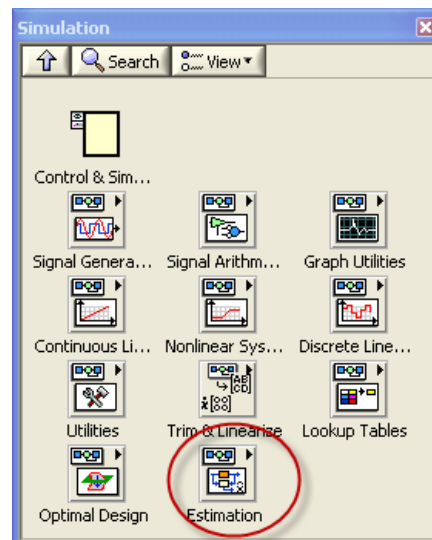 Simulation
Search View
Control & Sim...
Signal Genera... Signal Arithm... Graph Utilities
Continuous Li... Nonlinear Sys... Discrete Line...
Utilities Trim & Linearize Lookup Tables
Optimal Design Estimation